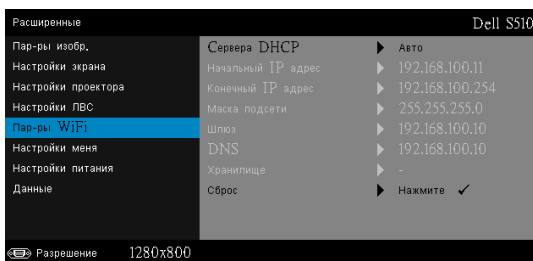 Расширенные Dell S510
Пар-ры изобр. Сервера DHCP Авто
Настройки экрана Начальный IP адрес 192.168.100.11
Настройки проектора Конечный IP адрес 192.168.100.254
Настройки ЛВС Маска подсети 255.255.255.0
Пар-ры WiFi Шлюз 192.168.100.10
Настройки меня DNS 192.168.100.10
Настройки питания Хранилище -
Данные Сброс Нажмите ✓
Разрешение 1280x800